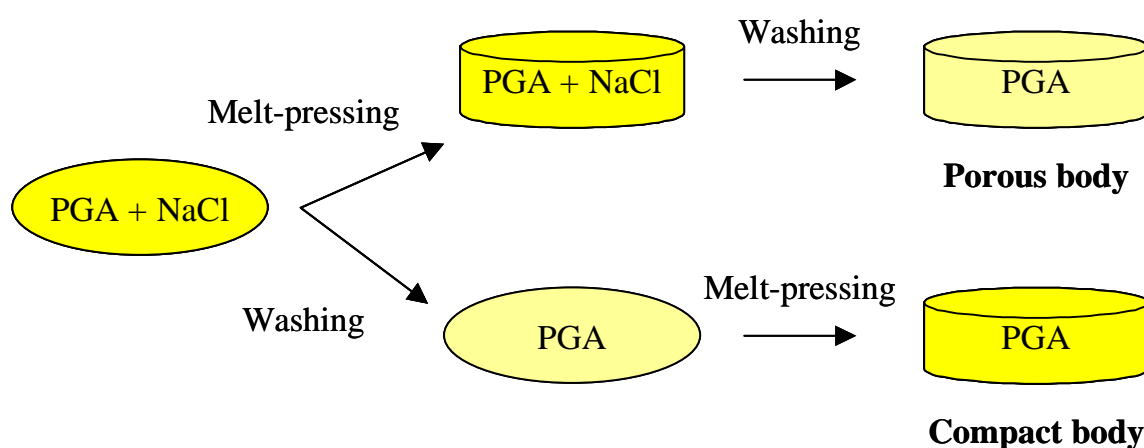 Washing
PGA + NaCl
PGA
Melt-pressing
Porous body
PGA + NaCl
Melt-pressing
Washing
PGA
PGA
Compact body